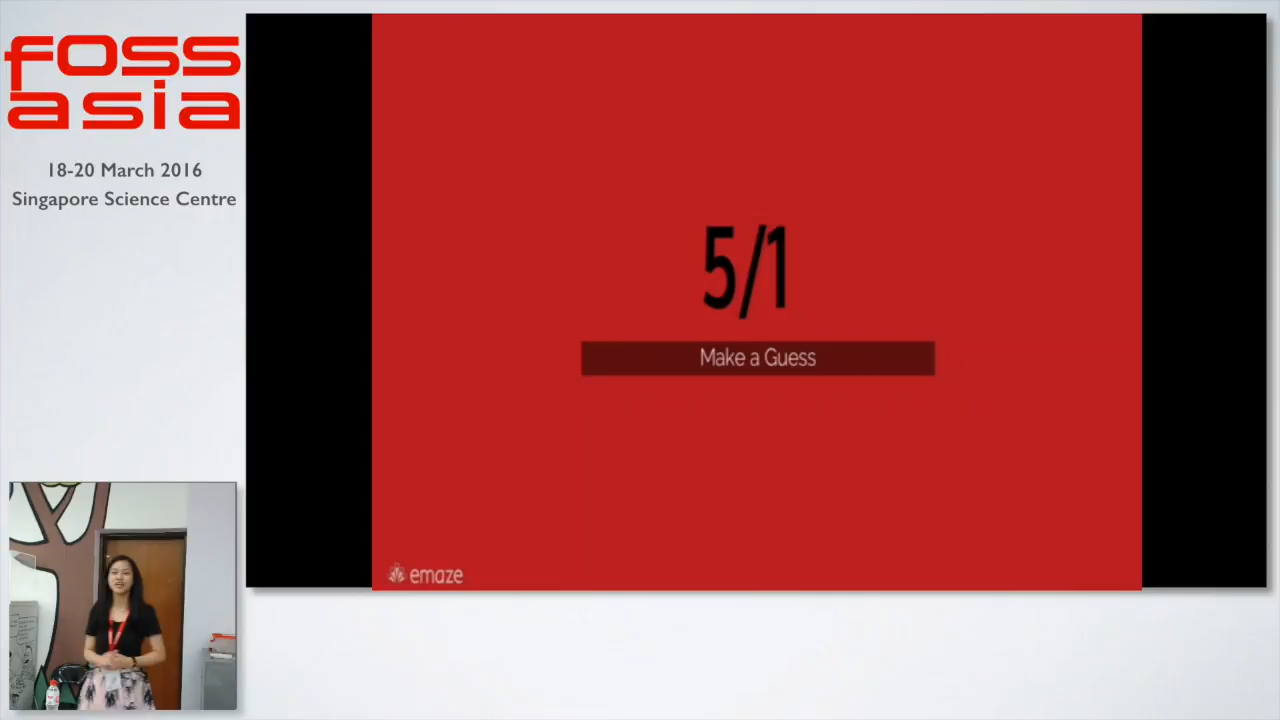 foss
asia
18-20 March 2016
Singapore Science Centre
5/1
Make a Guess
emaze